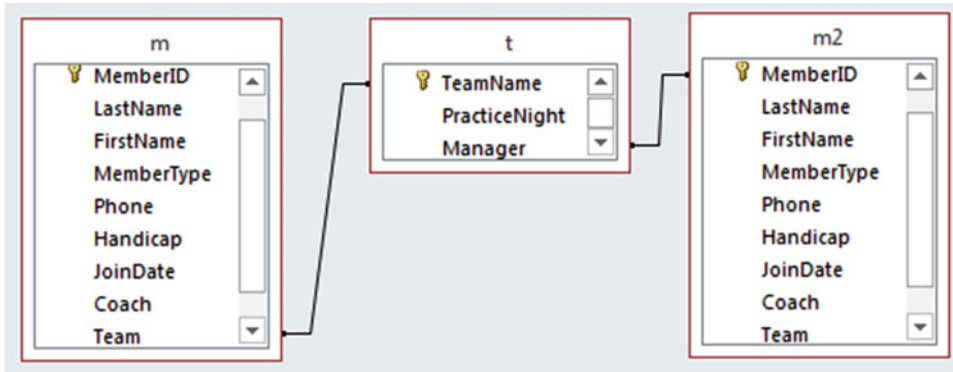 m
MemberID
LastName
FirstName
MemberType
Phone
Handicap
JoinDate
Coach
Team
t
TeamName
PracticeNight
Manager
m2
MemberID
LastName
FirstName
MemberType
Phone
Handicap
JoinDate
Coach
Team